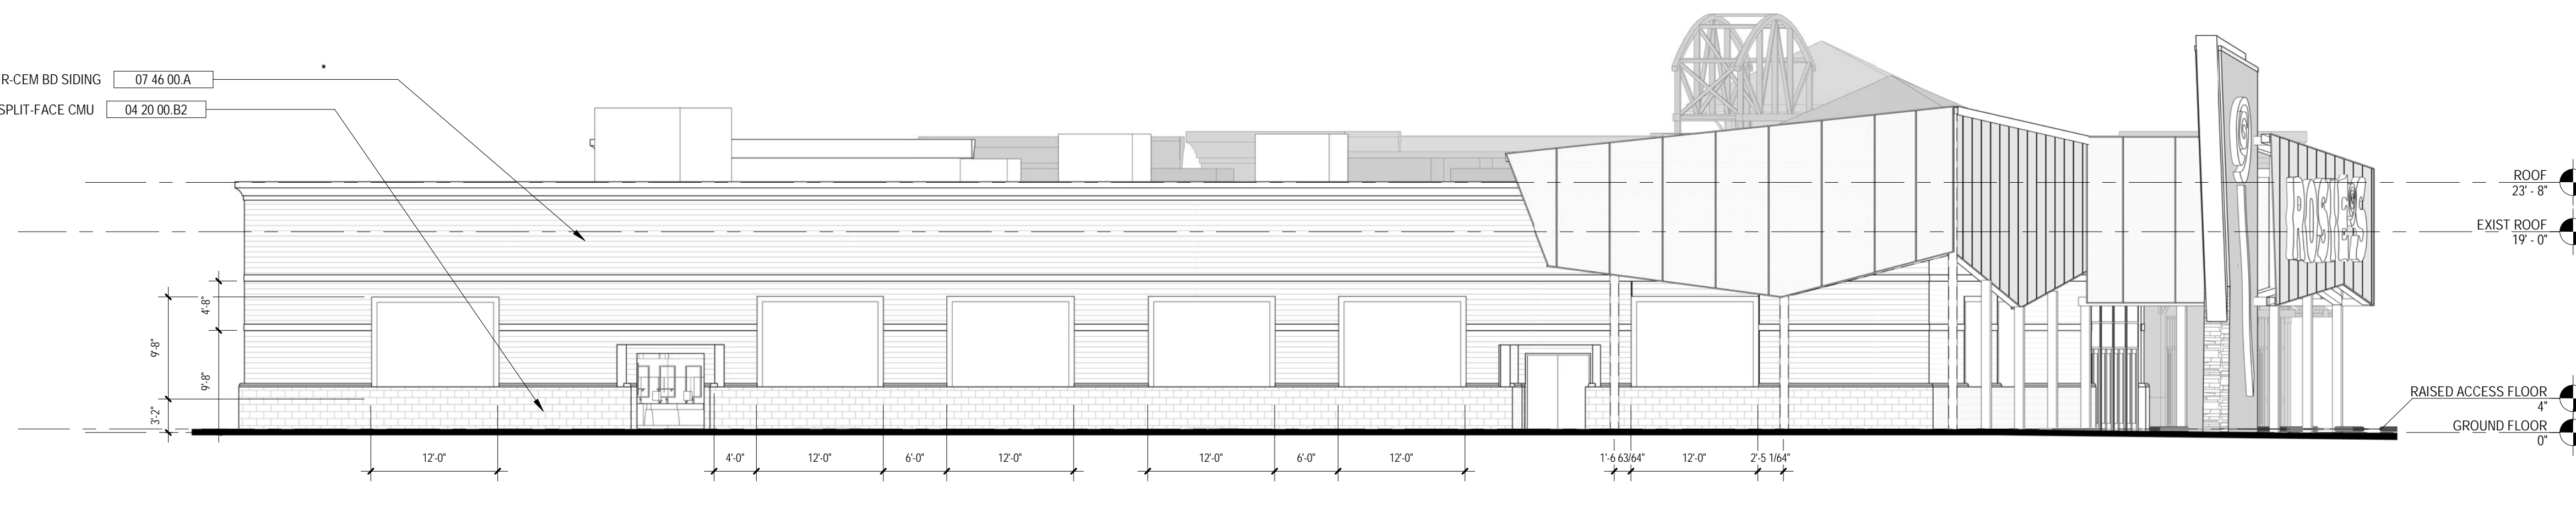 *
R-CEM BD SIDING 07 46 00.A
SPLIT-FACE CMU 04 20 00.B2
ROOF
23' - 8"
EXIST ROOF
19' - 0"
4'-8"
9'-8"
9'-8"
3'-2"
ROSIE'S
RAISED ACCESS FLOOR
4"
GROUND FLOOR
0"
12'-0" 4'-0" 12'-0" 6'-0" 12'-0" 12'-0" 6'-0" 12'-0" 1'-6 63/64" 12'-0" 2'-5 1/64"